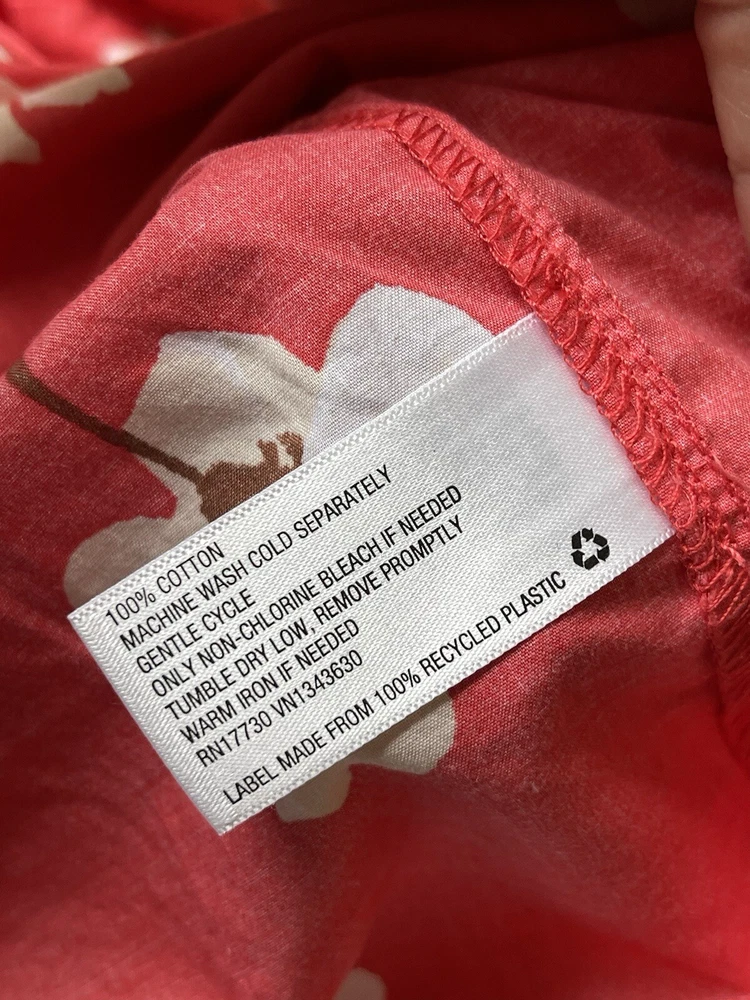 100% COTTON
MACHINE WASH COLD SEPARATELY
GENTLE CYCLE
ONLY NON-CHLORINE BLEACH IF NEEDED
TUMBLE DRY LOW, REMOVE PROMPTLY
WARM IRON IF NEEDED
RN17730 VN1343630
LABEL MADE FROM 100% RECYCLED PLASTIC